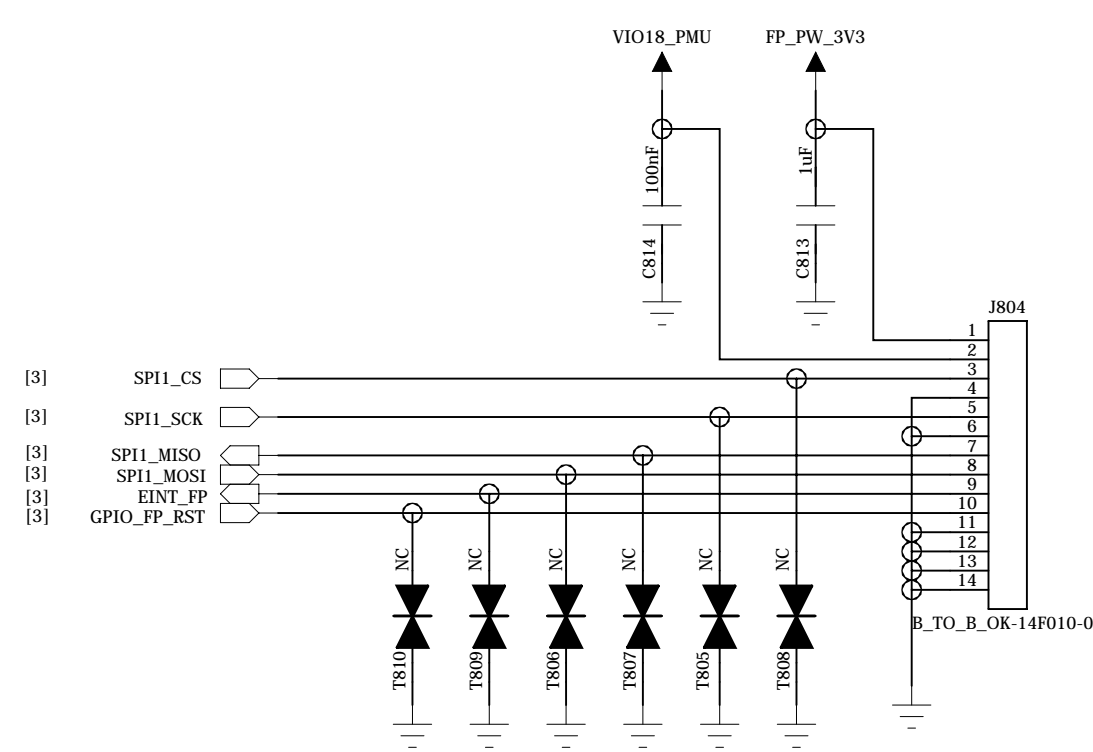 VIO18_PMU FP_PW_3V3
100nF 1uF
C814 C813
J804
1
2
[3] SPI1_CS 3
4
[3] SPI1_SCK 5
6
[3] SPI1_MISO 7
[3] SPI1_MOSI 8
[3] EINT_FP 9
[3] GPIO_FP_RST 10
11
12
13
14
NC NC NC NC NC NC
B_TO_B_OK-14F010-0
T810 T809 T806 T807 T805 T808